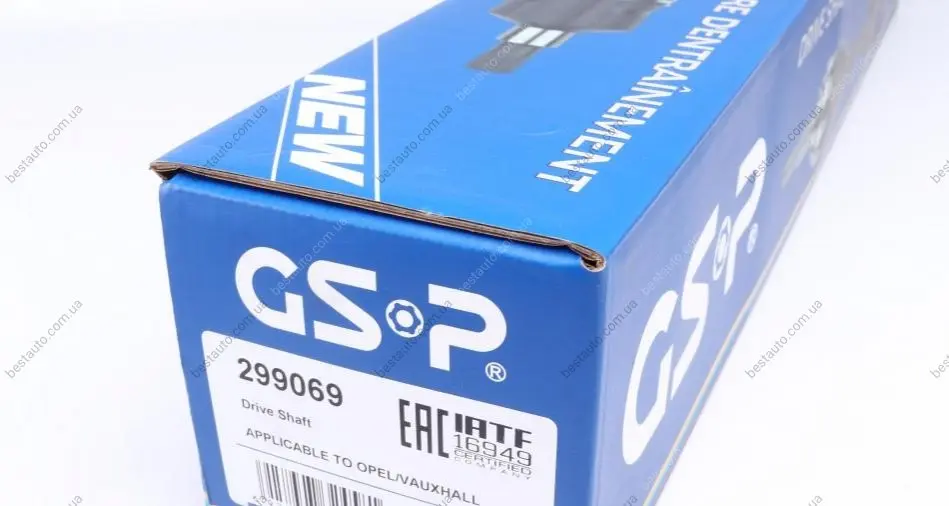 NEW
RE DENTRAÎNEMENT
GSP®
299069
Drive Shaft
APPLICABLE TO OPEL/VAUXHALL
EAC
IATF
16949
CERTIFIED
COMPANY
GSP®
bestauto.com.ua